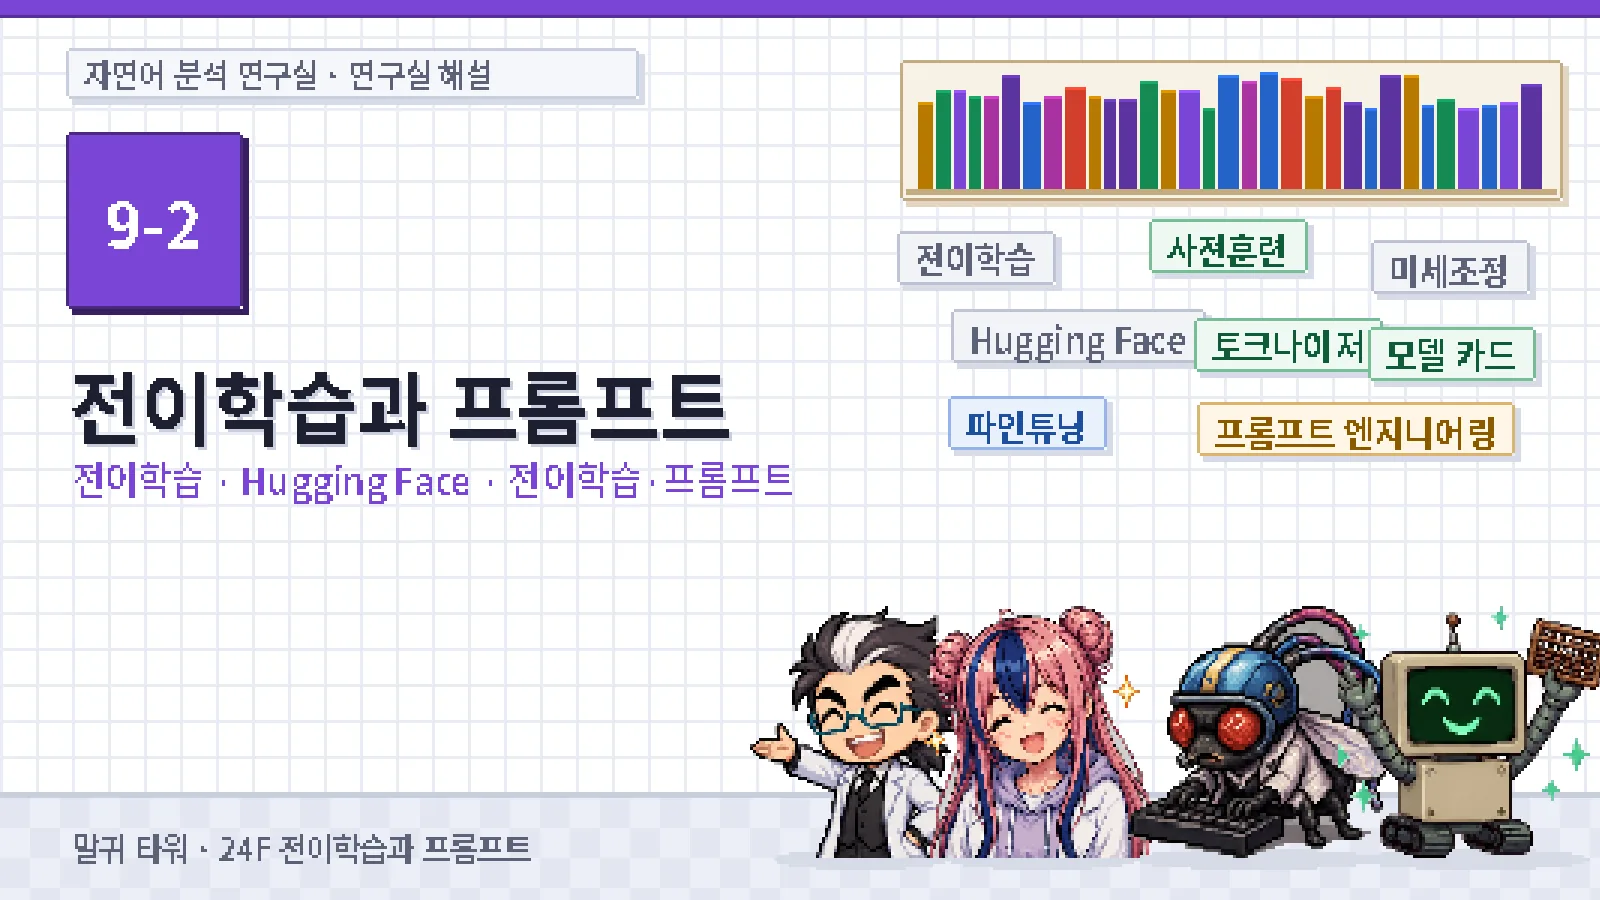 자연어 분석 연구실 · 연구실 해설
9-2
전이학습과 프롬프트
전이학습 · Hugging Face · 전이학습·프롬프트
전이학습
사전훈련
미세조정
Hugging Face
토크나이저
모델 카드
파인튜닝
프롬프트 엔지니어링
말귀 타워 · 24F 전이학습과 프롬프트